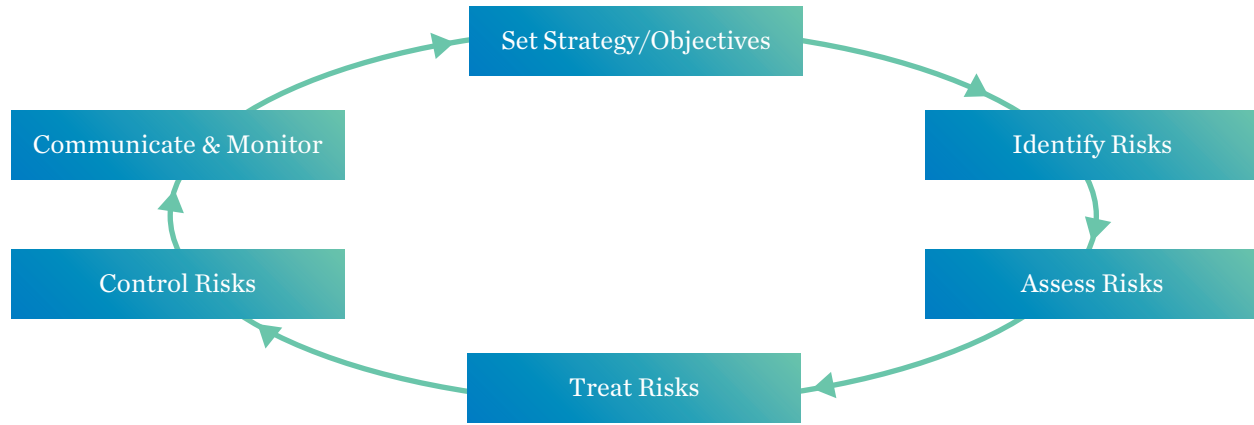 Set Strategy/Objectives
Identify Risks
Assess Risks
Treat Risks
Control Risks
Communicate & Monitor